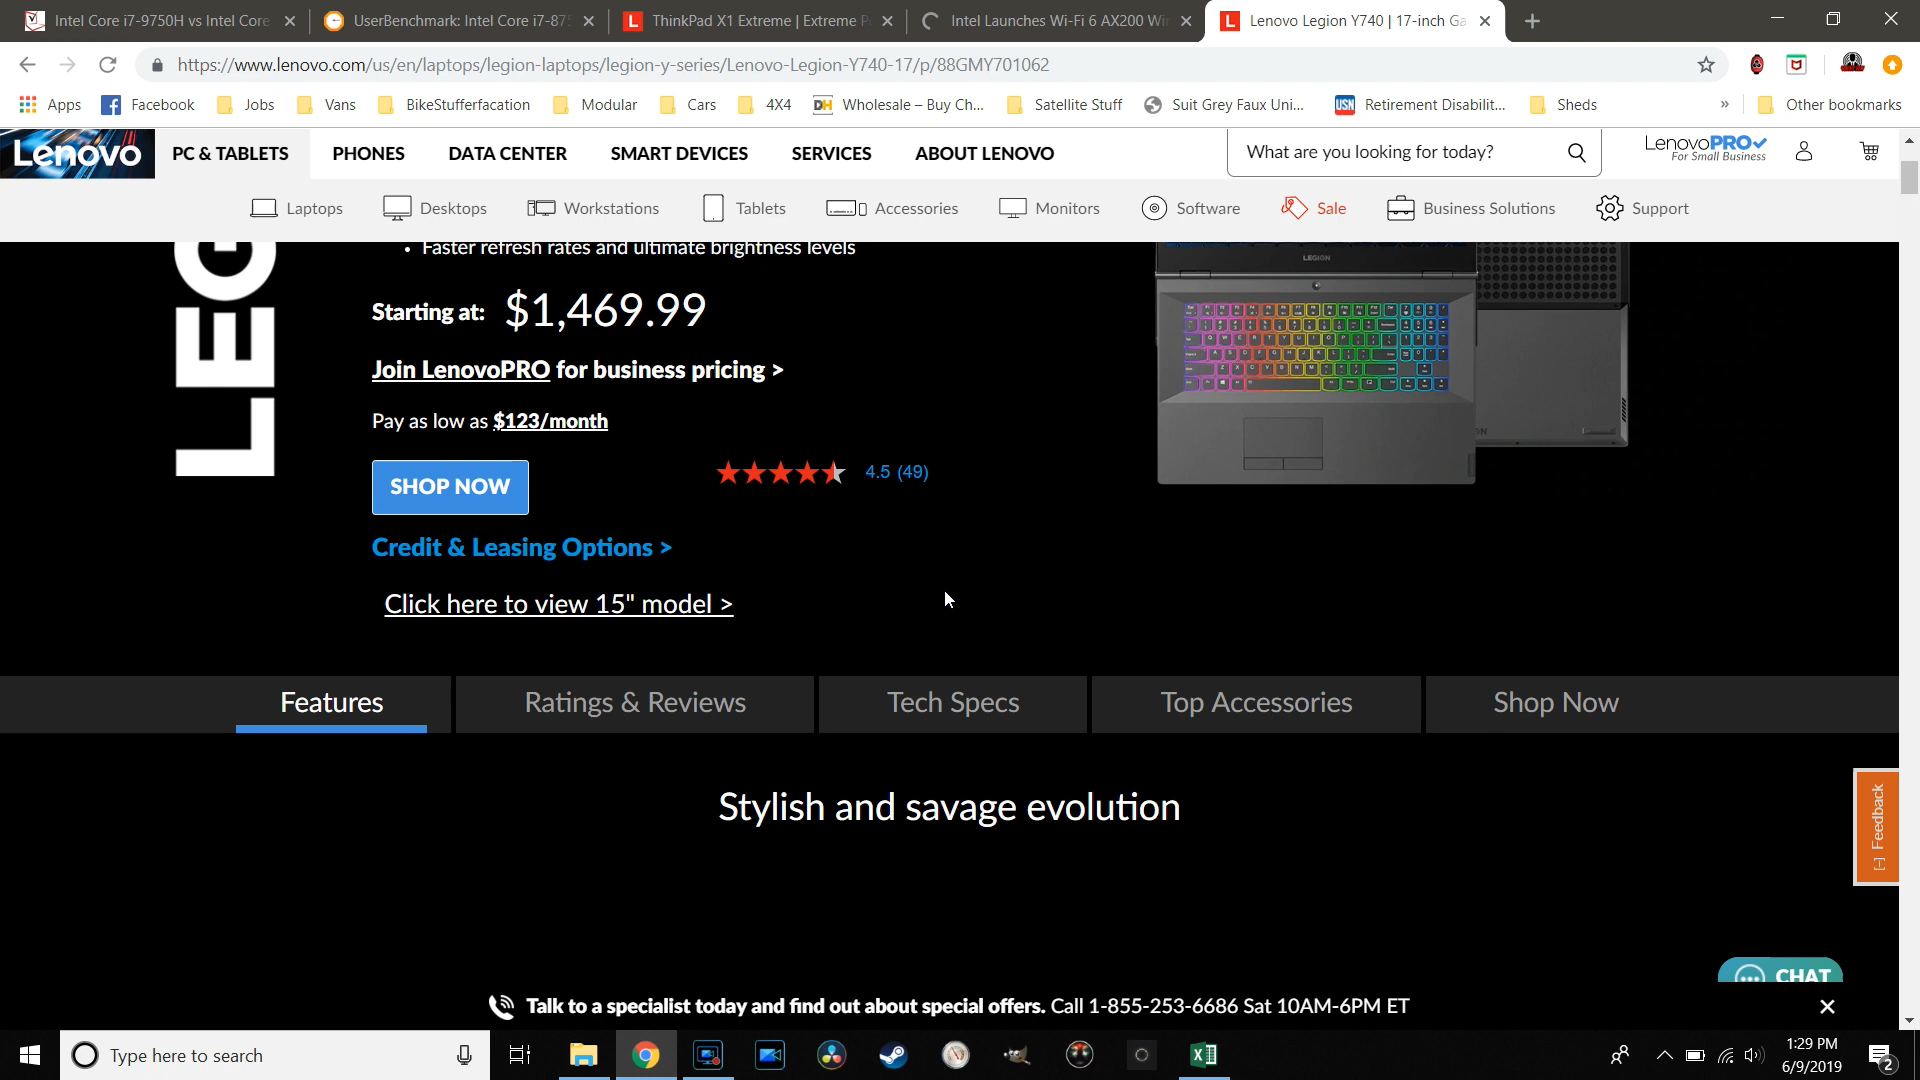 Intel Core i7-9750H vs Intel Core
UserBenchmark: Intel Core i7-875
ThinkPad X1 Extreme | Extreme P
Intel Launches Wi-Fi 6 AX200 Wi
Lenovo Legion Y740 | 17-inch Ga
https://www.lenovo.com/us/en/laptops/legion-laptops/legion-y-series/Lenovo-Legion-Y740-17/p/88GMY701062
Apps Facebook Jobs Vans BikeStufferfacation Modular Cars 4X4 DH Wholesale – Buy Ch... Satellite Stuff Suit Grey Faux Uni... USN Retirement Disabilit... Sheds » Other bookmarks
Lenovo PC & TABLETS PHONES DATA CENTER SMART DEVICES SERVICES ABOUT LENOVO What are you looking for today? LenovoPRO
For Small Business
Laptops Desktops Workstations Tablets Accessories Monitors Software Sale Business Solutions Support
LEG
• Faster refresh rates and ultimate brightness levels
LEGION
Starting at: $1,469.99
Join LenovoPRO for business pricing >
Pay as low as $123/month
SHOP NOW 4.5 (49)
Credit & Leasing Options >
Click here to view 15" model >
Features Ratings & Reviews Tech Specs Top Accessories Shop Now
Stylish and savage evolution
[-] Feedback
CHAT
Talk to a specialist today and find out about special offers. Call 1-855-253-6686 Sat 10AM-6PM ET
Type here to search
1:29 PM
6/9/2019
2